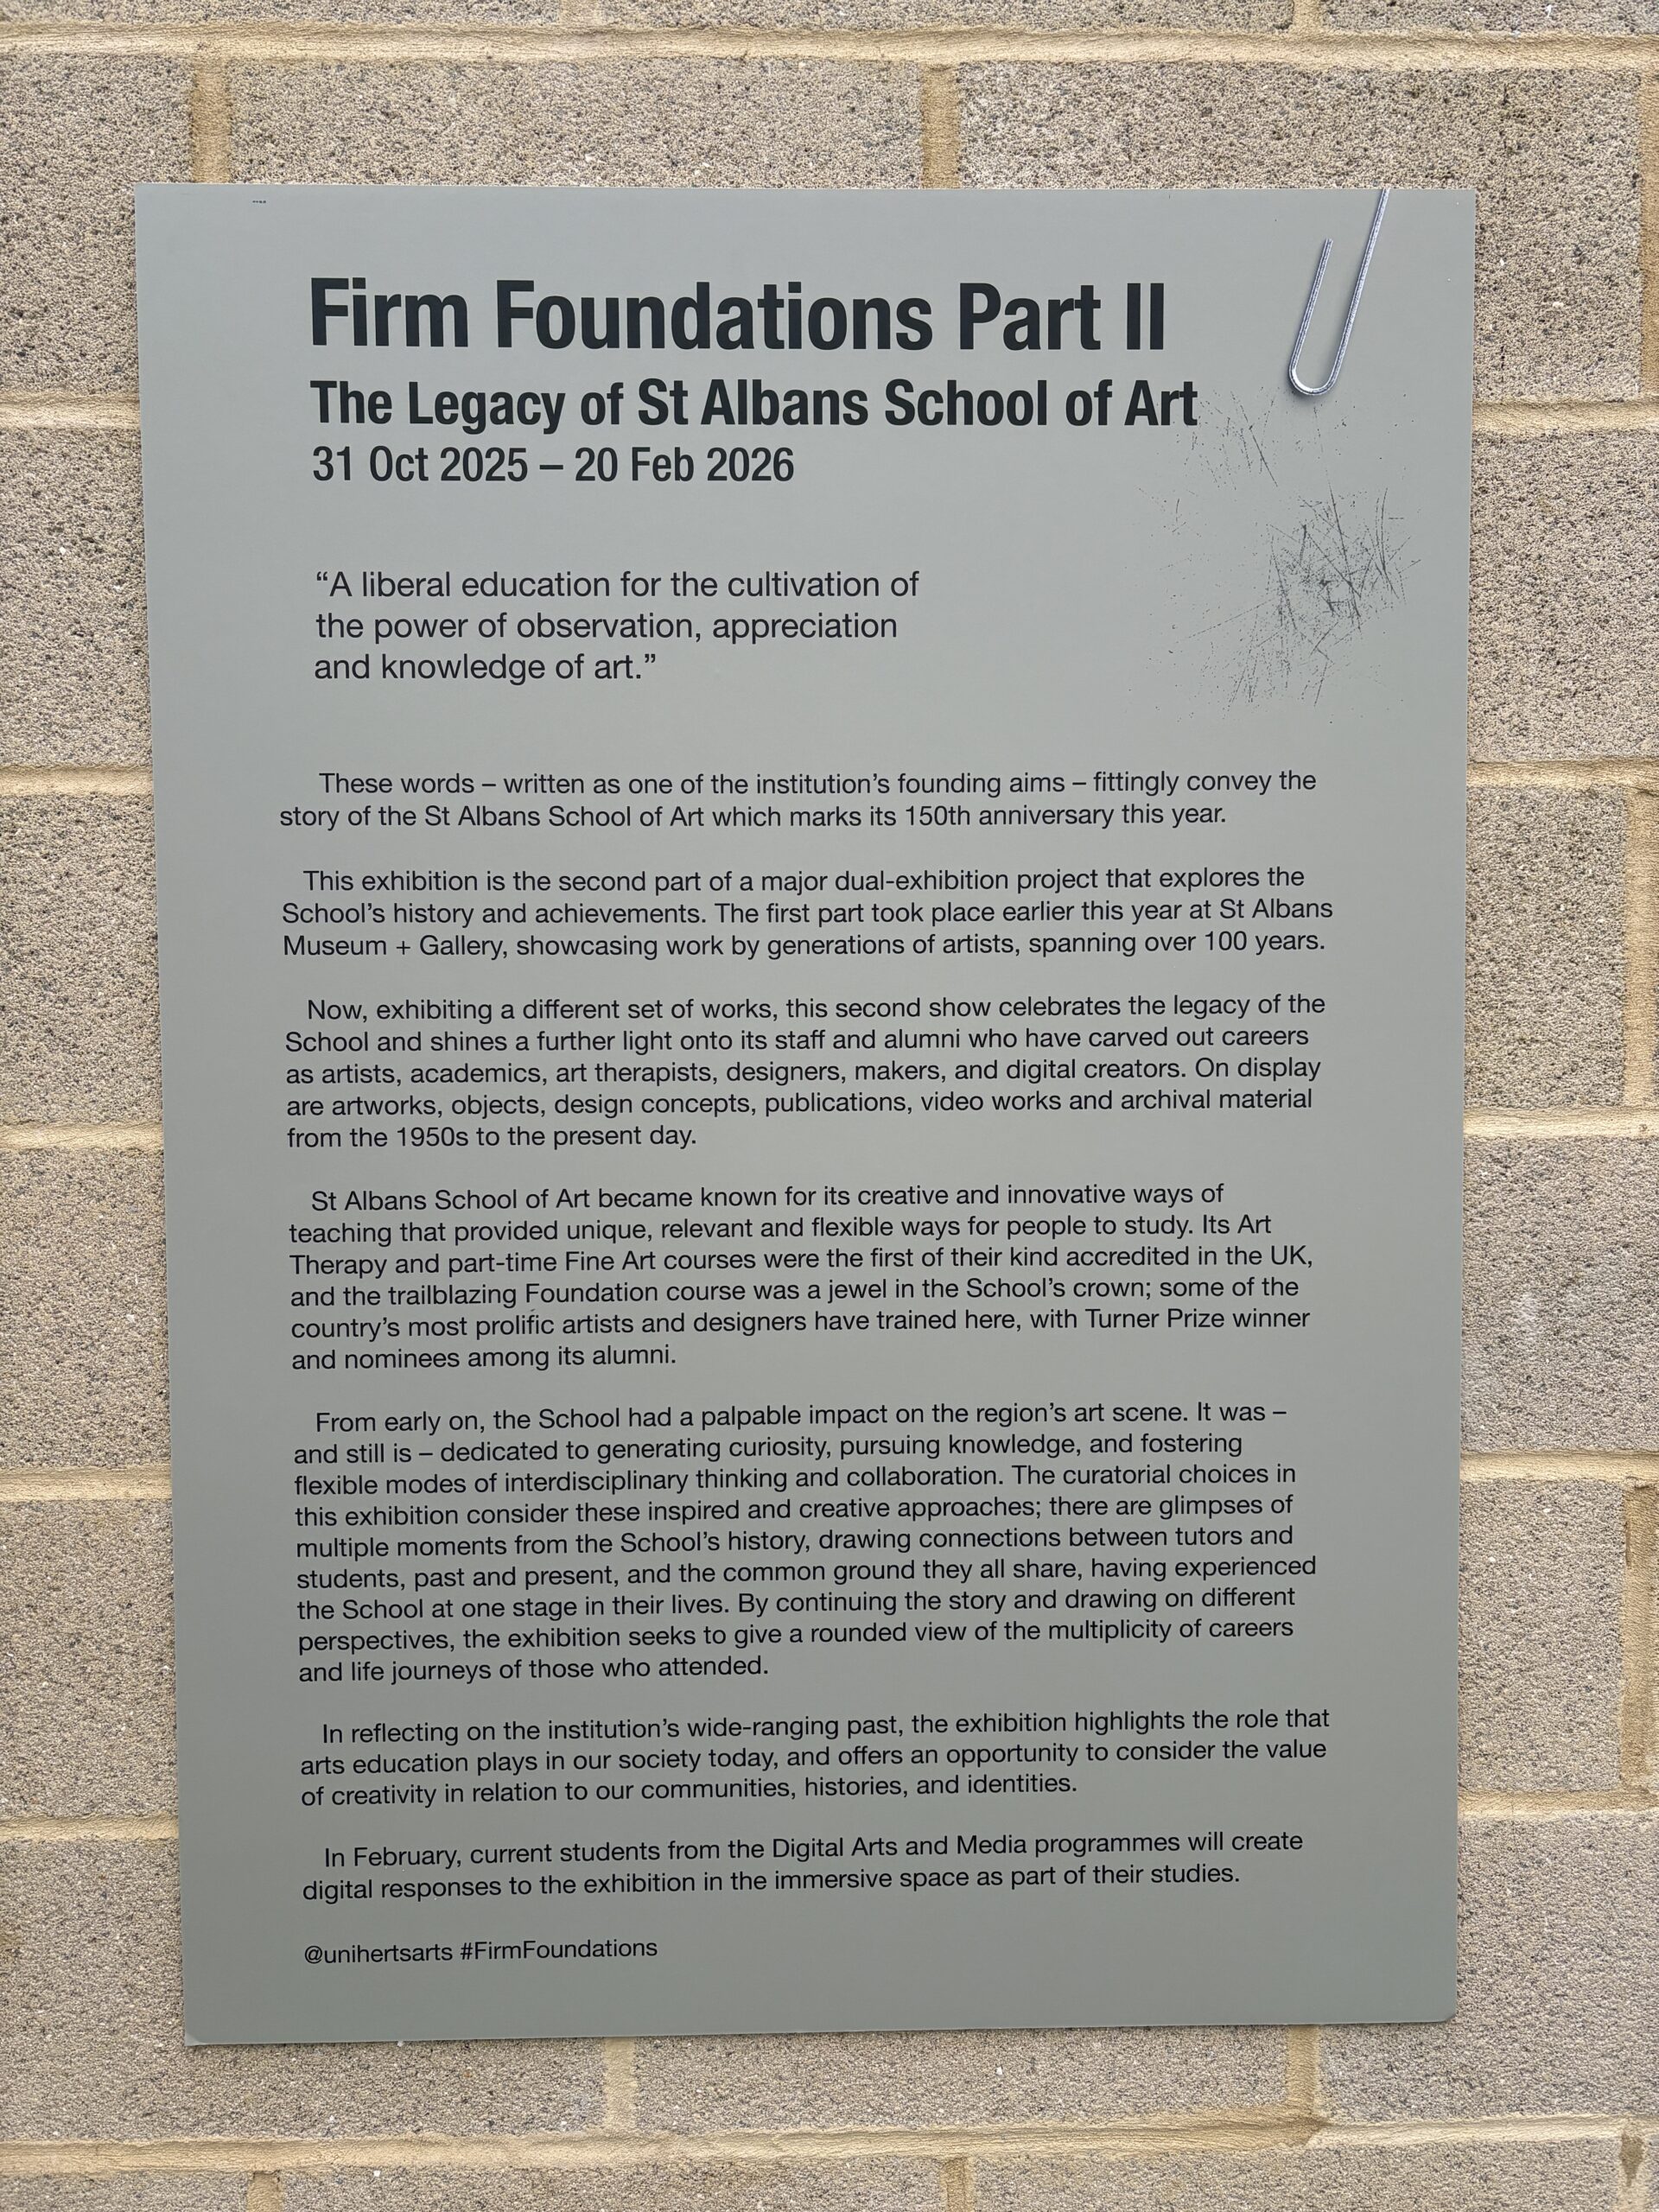 Firm Foundations Part II
The Legacy of St Albans School of Art
31 Oct 2025 – 20 Feb 2026
“A liberal education for the cultivation of
the power of observation, appreciation
and knowledge of art.”
These words – written as one of the institution’s founding aims – fittingly convey the
story of the St Albans School of Art which marks its 150th anniversary this year.
This exhibition is the second part of a major dual-exhibition project that explores the
School’s history and achievements. The first part took place earlier this year at St Albans
Museum + Gallery, showcasing work by generations of artists, spanning over 100 years.
Now, exhibiting a different set of works, this second show celebrates the legacy of the
School and shines a further light onto its staff and alumni who have carved out careers
as artists, academics, art therapists, designers, makers, and digital creators. On display
are artworks, objects, design concepts, publications, video works and archival material
from the 1950s to the present day.
St Albans School of Art became known for its creative and innovative ways of
teaching that provided unique, relevant and flexible ways for people to study. Its Art
Therapy and part-time Fine Art courses were the first of their kind accredited in the UK,
and the trailblazing Foundation course was a jewel in the School’s crown; some of the
country’s most prolific artists and designers have trained here, with Turner Prize winner
and nominees among its alumni.
From early on, the School had a palpable impact on the region’s art scene. It was –
and still is – dedicated to generating curiosity, pursuing knowledge, and fostering
flexible modes of interdisciplinary thinking and collaboration. The curatorial choices in
this exhibition consider these inspired and creative approaches; there are glimpses of
multiple moments from the School’s history, drawing connections between tutors and
students, past and present, and the common ground they all share, having experienced
the School at one stage in their lives. By continuing the story and drawing on different
perspectives, the exhibition seeks to give a rounded view of the multiplicity of careers
and life journeys of those who attended.
In reflecting on the institution’s wide-ranging past, the exhibition highlights the role that
arts education plays in our society today, and offers an opportunity to consider the value
of creativity in relation to our communities, histories, and identities.
In February, current students from the Digital Arts and Media programmes will create
digital responses to the exhibition in the immersive space as part of their studies.
@unihertsarts #FirmFoundations